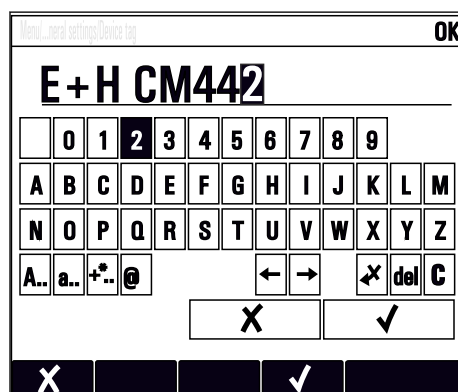 Menu/...neral settings/Device tag OK
E+H CM442
0 1 2 3 4 5 6 7 8 9
A B C D E F G H I J K L M
N O P Q R S T U V W X Y Z
A.. a.. +*.. @ ← → del C